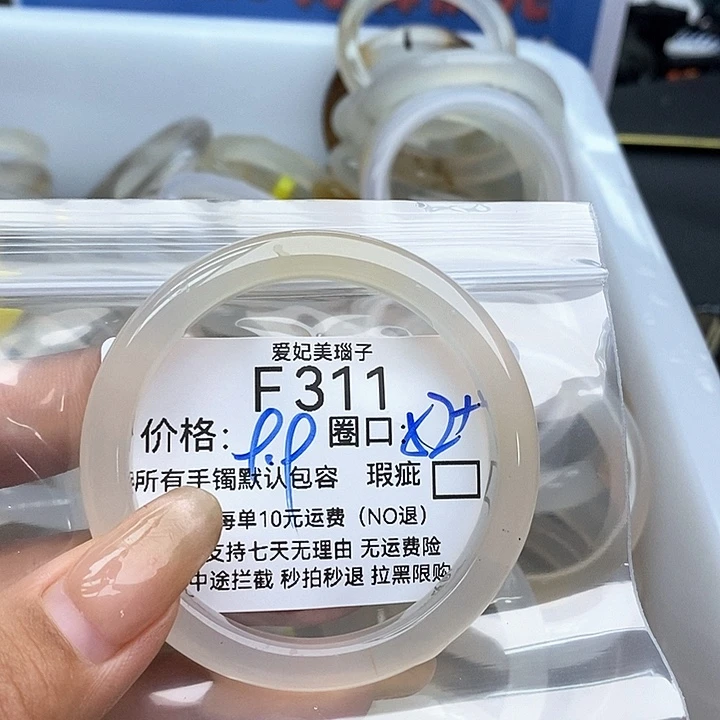 爱妃美瑙子
F311
价格: 圈口:
所有手镯默认包容 瑕疵
每单10元运费（NO退）
支持七天无理由 无运费险
中途拦截 秒拍秒退 拉黑限购